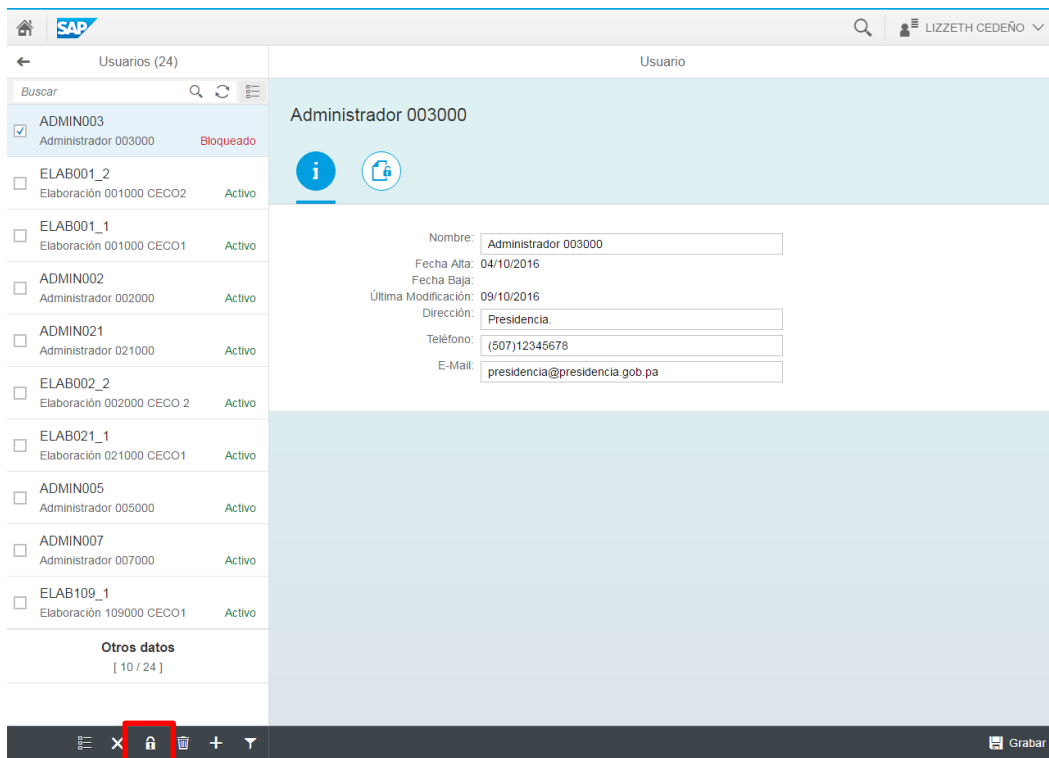 SAP
LIZZETH CEDEÑO
Usuarios (24)
Usuario
Buscar
ADMIN003
Administrador 003000 Bloqueado
ELAB001_2
Elaboración 001000 CECO2 Activo
ELAB001_1
Elaboración 001000 CECO1 Activo
ADMIN002
Administrador 002000 Activo
ADMIN021
Administrador 021000 Activo
ELAB002_2
Elaboración 002000 CECO 2 Activo
ELAB021_1
Elaboración 021000 CECO1 Activo
ADMIN005
Administrador 005000 Activo
ADMIN007
Administrador 007000 Activo
ELAB109_1
Elaboración 109000 CECO1 Activo
Otros datos
[ 10 / 24 ]
Administrador 003000
Nombre: Administrador 003000
Fecha Alta: 04/10/2016
Fecha Baja:
Última Modificación: 09/10/2016
Dirección: Presidencia.
Teléfono: (507)12345678
E-Mail: presidencia@presidencia.gob.pa
Grabar